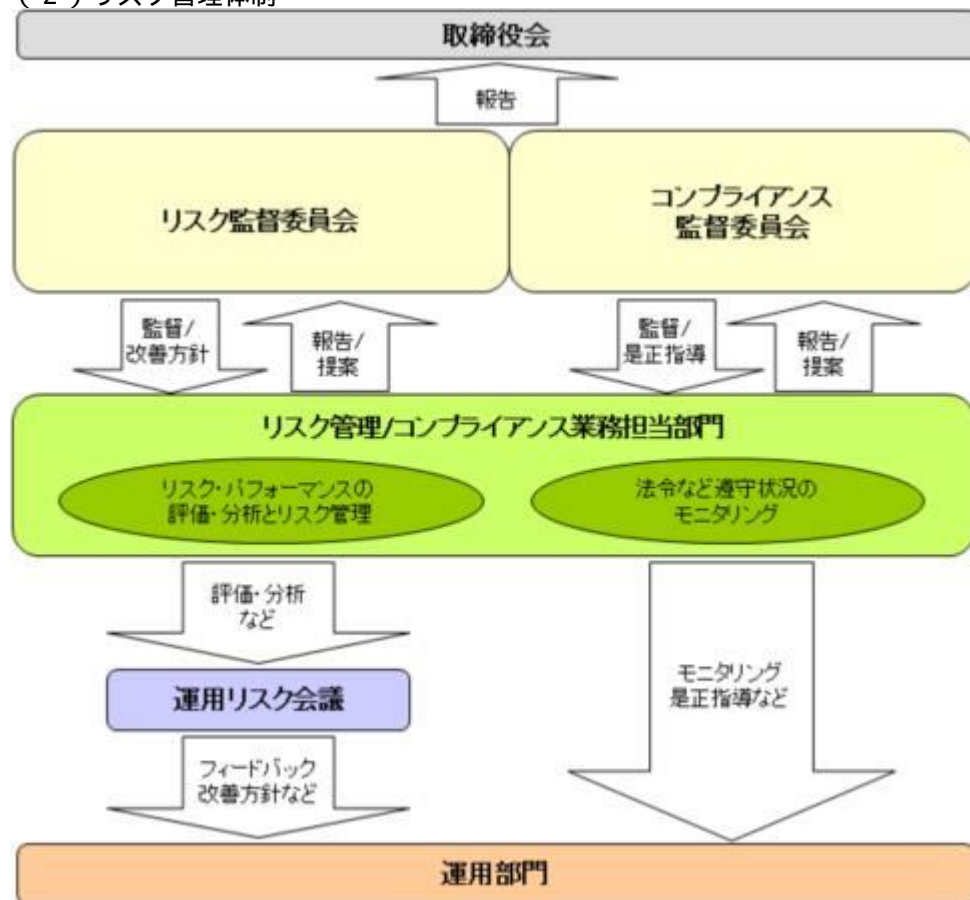 (2)リスク管理体制
取締役会
報告
リスク監督委員会
コンプライアンス
監督委員会
監督/
改善方針
報告/
提案
監督/
是正指導
報告/
提案
リスク管理/コンプライアンス業務担当部門
リスク・パフォーマンスの
評価・分析とリスク管理
法令など遵守状況の
モニタリング
評価・分析
など
運用リスク会議
モニタリング
是正指導など
フィードバック
改善方針など
運用部門